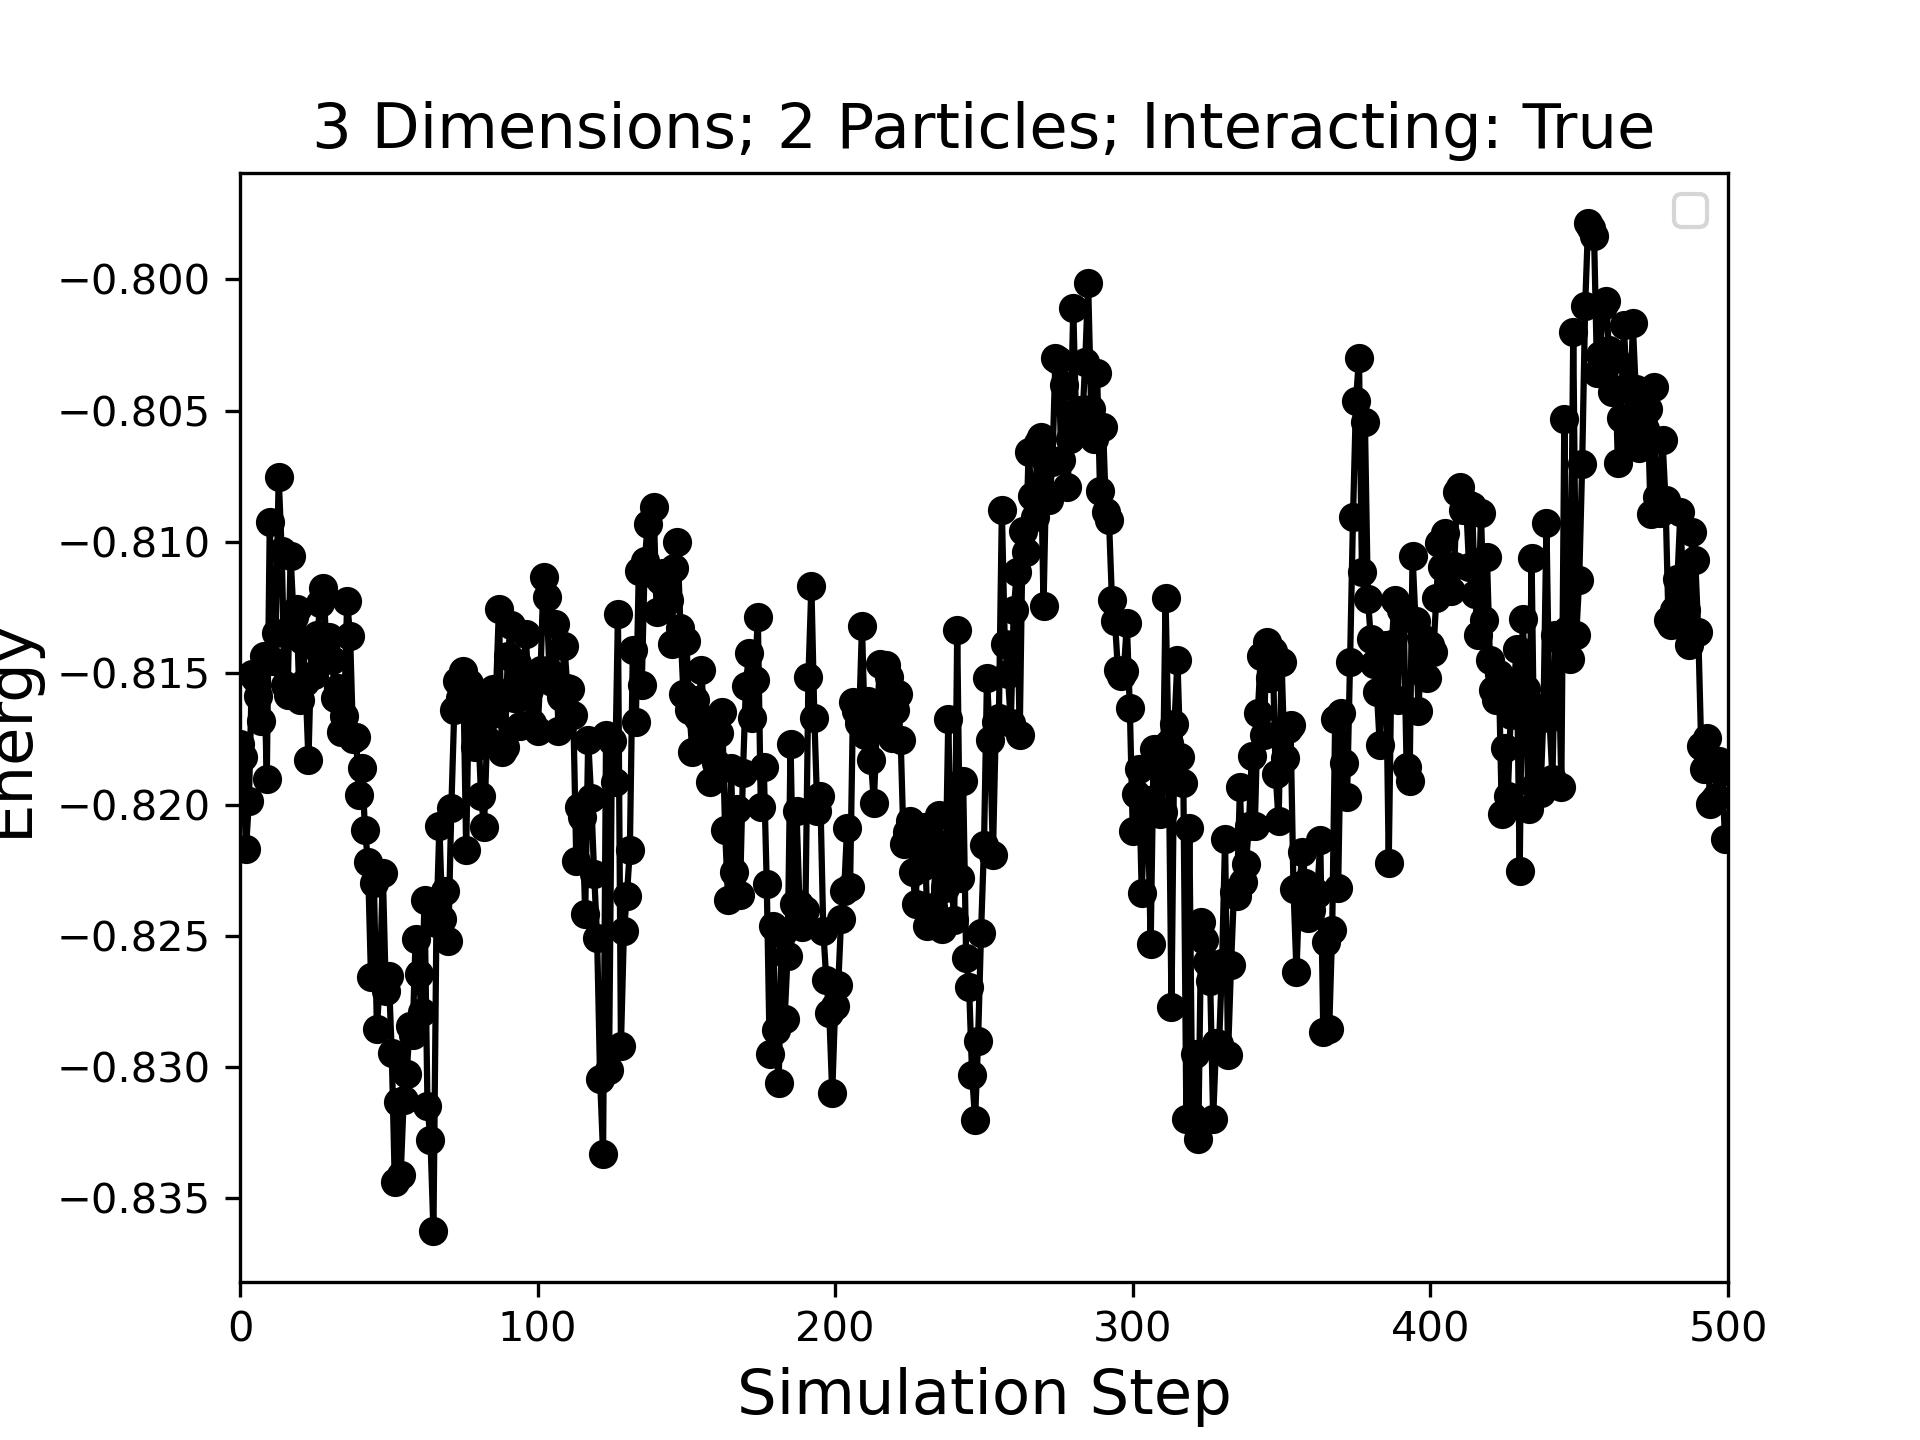 3 Dimensions; 2 Particles; Interacting: True
Energy
−0.800
−0.805
−0.810
−0.815
−0.820
−0.825
−0.830
−0.835
0 100 200 300 400 500
Simulation Step